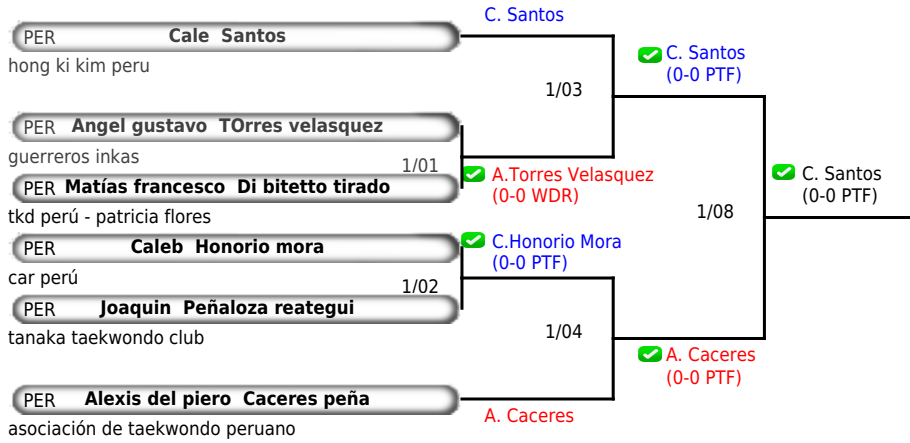 C. Santos
PER Cale Santos
hong ki kim peru
C. Santos
(0-0 PTF)
1/03
PER Angel gustavo TOrres velasquez
guerreros inkas
1/01
A.Torres Velasquez
(0-0 WDR)
PER Matías francesco Di bitetto tirado
tkd perú - patricia flores
C. Santos
(0-0 PTF)
1/08
PER Caleb Honorio mora
car perú
C.Honorio Mora
(0-0 PTF)
1/02
PER Joaquin Peñaloza reategui
tanaka taekwondo club
1/04
A. Caceres
(0-0 PTF)
PER Alexis del piero Caceres peña
asociación de taekwondo peruano
A. Caceres